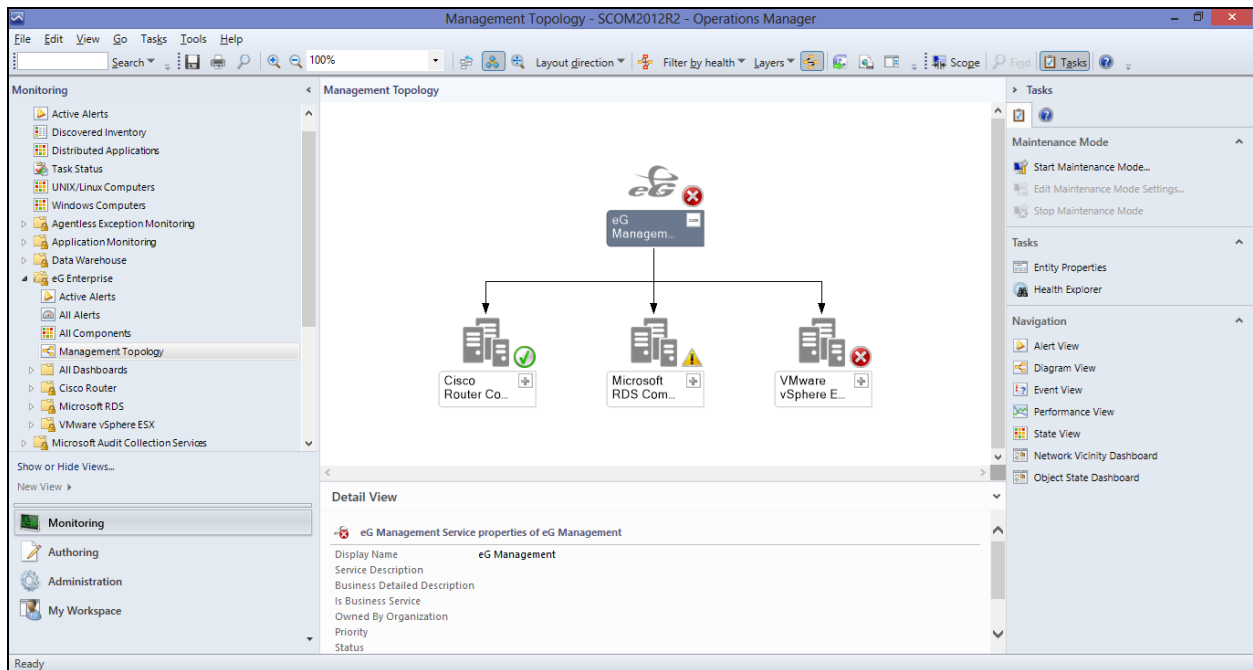 Management Topology - SCOM2012R2 - Operations Manager
File Edit View Go Tasks Tools Help
Search 100% Layout direction Filter by health Layers Scope Find Tasks
Monitoring
Active Alerts
Discovered Inventory
Distributed Applications
Task Status
UNIX/Linux Computers
Windows Computers
Agentless Exception Monitoring
Application Monitoring
Data Warehouse
eG Enterprise
Active Alerts
All Alerts
All Components
Management Topology
All Dashboards
Cisco Router
Microsoft RDS
VMware vSphere ESX
Microsoft Audit Collection Services
Show or Hide Views...
New View
Monitoring
Authoring
Administration
My Workspace
Ready
Management Topology
eG
eG
Managem...
Cisco
Router Co...
Microsoft
RDS Com...
VMware
vSphere E...
Detail View
eG Management Service properties of eG Management
Display Name eG Management
Service Description
Business Detailed Description
Is Business Service
Owned By Organization
Priority
Status
Tasks
Maintenance Mode
Start Maintenance Mode...
Edit Maintenance Mode Settings...
Stop Maintenance Mode
Tasks
Entity Properties
Health Explorer
Navigation
Alert View
Diagram View
Event View
Performance View
State View
Network Vicinity Dashboard
Object State Dashboard